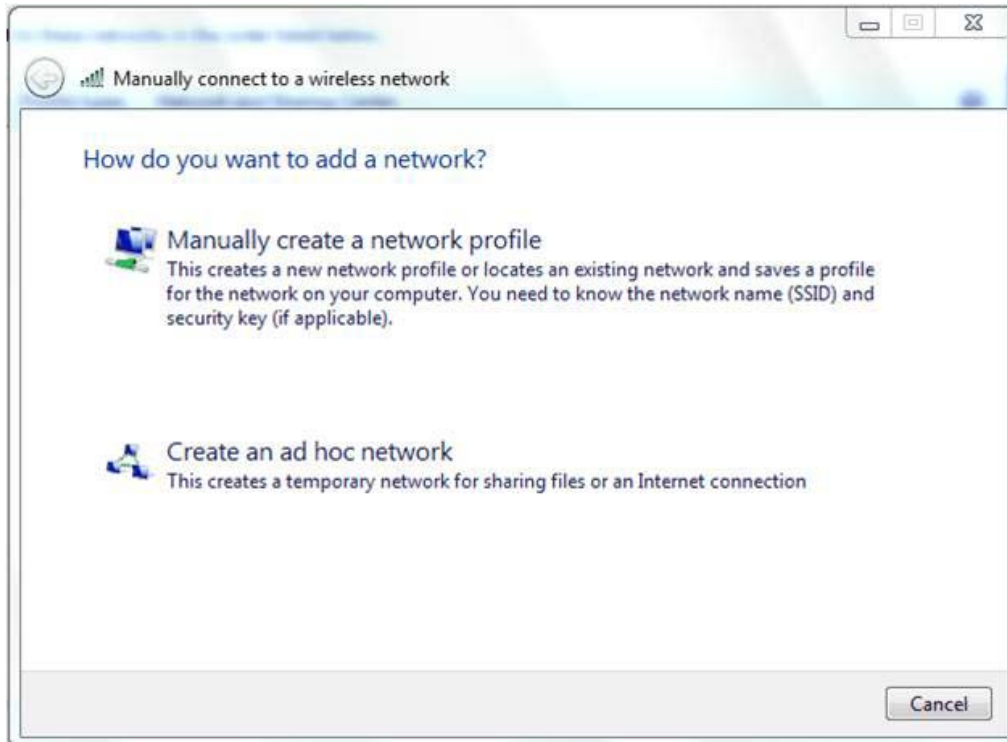 Manually connect to a wireless network
How do you want to add a network?
Manually create a network profile
This creates a new network profile or locates an existing network and saves a profile
for the network on your computer. You need to know the network name (SSID) and
security key (if applicable).
Create an ad hoc network
This creates a temporary network for sharing files or an Internet connection
Cancel